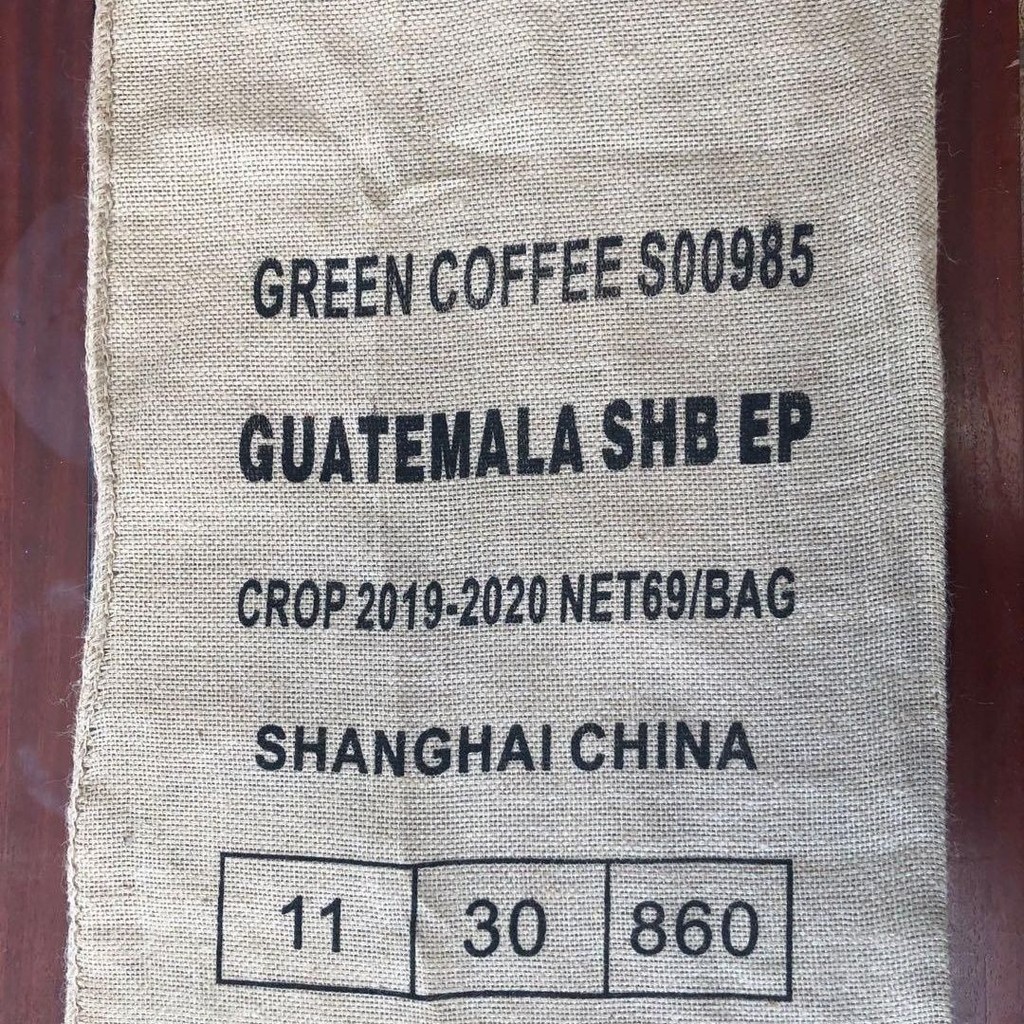 GREEN COFFEE S00985
GUATEMALA SHB EP
CROP 2019-2020 NET69/BAG
SHANGHAI CHINA
11 30 860